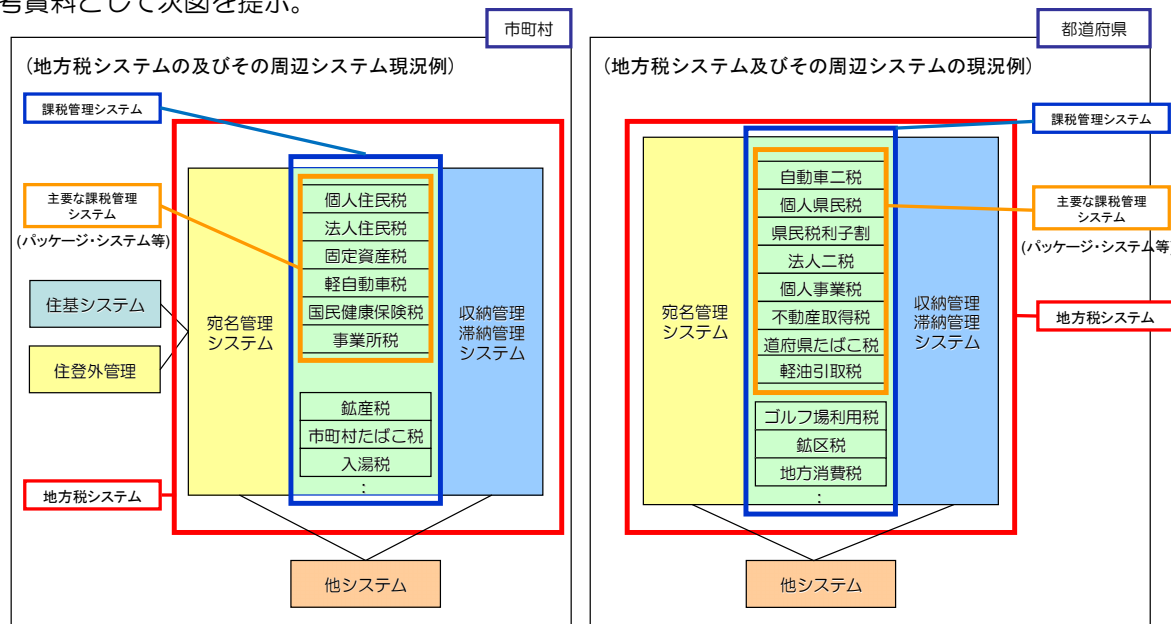 考資料として次図を提示。
市町村
(地方税システムの及びその周辺システム現況例)
課税管理システム
主要な課税管理
システム
(パッケージ・システム等)
住基システム
住登外管理
地方税システム
宛名管理
システム
個人住民税
法人住民税
固定資産税
軽自動車税
国民健康保険税
事業所税
鉱産税
市町村たばこ税
入湯税
:
収納管理
滞納管理
システム
他システム
都道府県
(地方税システム及びその周辺システムの現況例)
課税管理システム
主要な課税管理
システム
(パッケージ・システム等)
地方税システム
宛名管理
システム
自動車二税
個人県民税
県民税利子割
法人二税
個人事業税
不動産取得税
道府県たばこ税
軽油引取税
ゴルフ場利用税
鉱区税
地方消費税
:
収納管理
滞納管理
システム
他システム